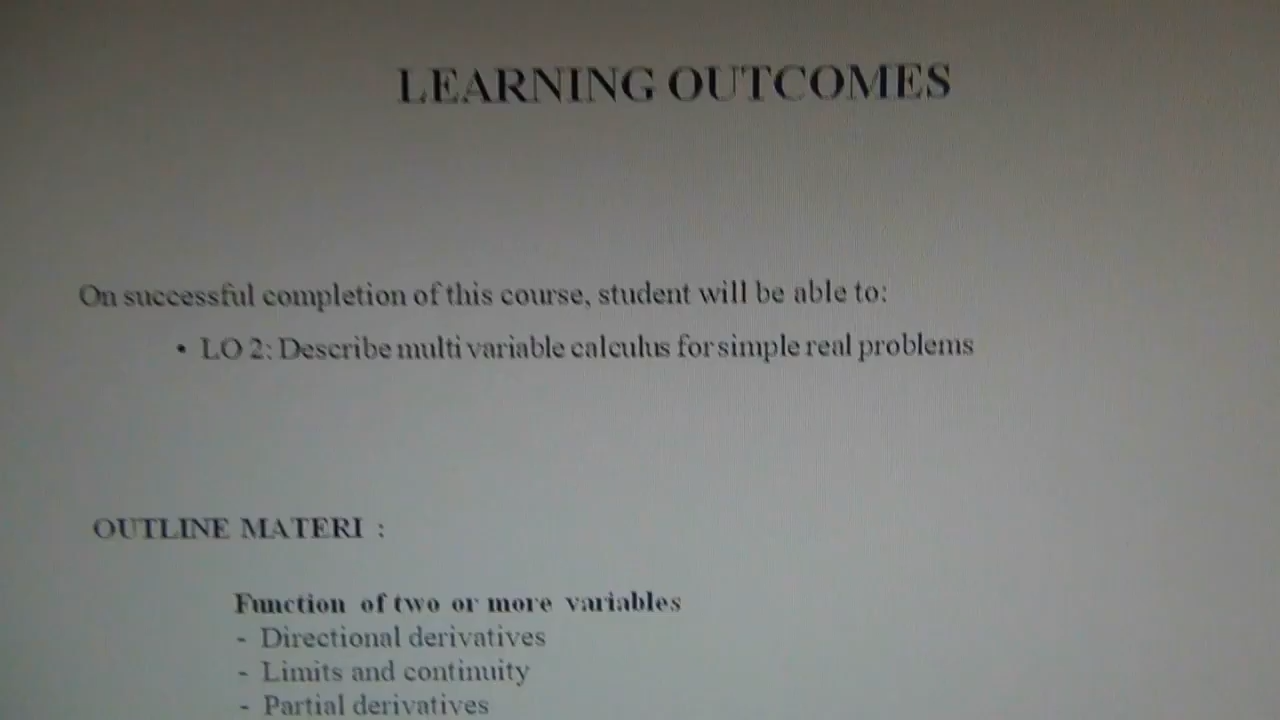 LEARNING OUTCOMES
On successful completion of this course, student will be able to:
• LO 2: Describe multi variable calculus for simple real problems
OUTLINE MATERI :
Function of two or more variables
- Directional derivatives
- Limits and continuity
- Partial derivatives